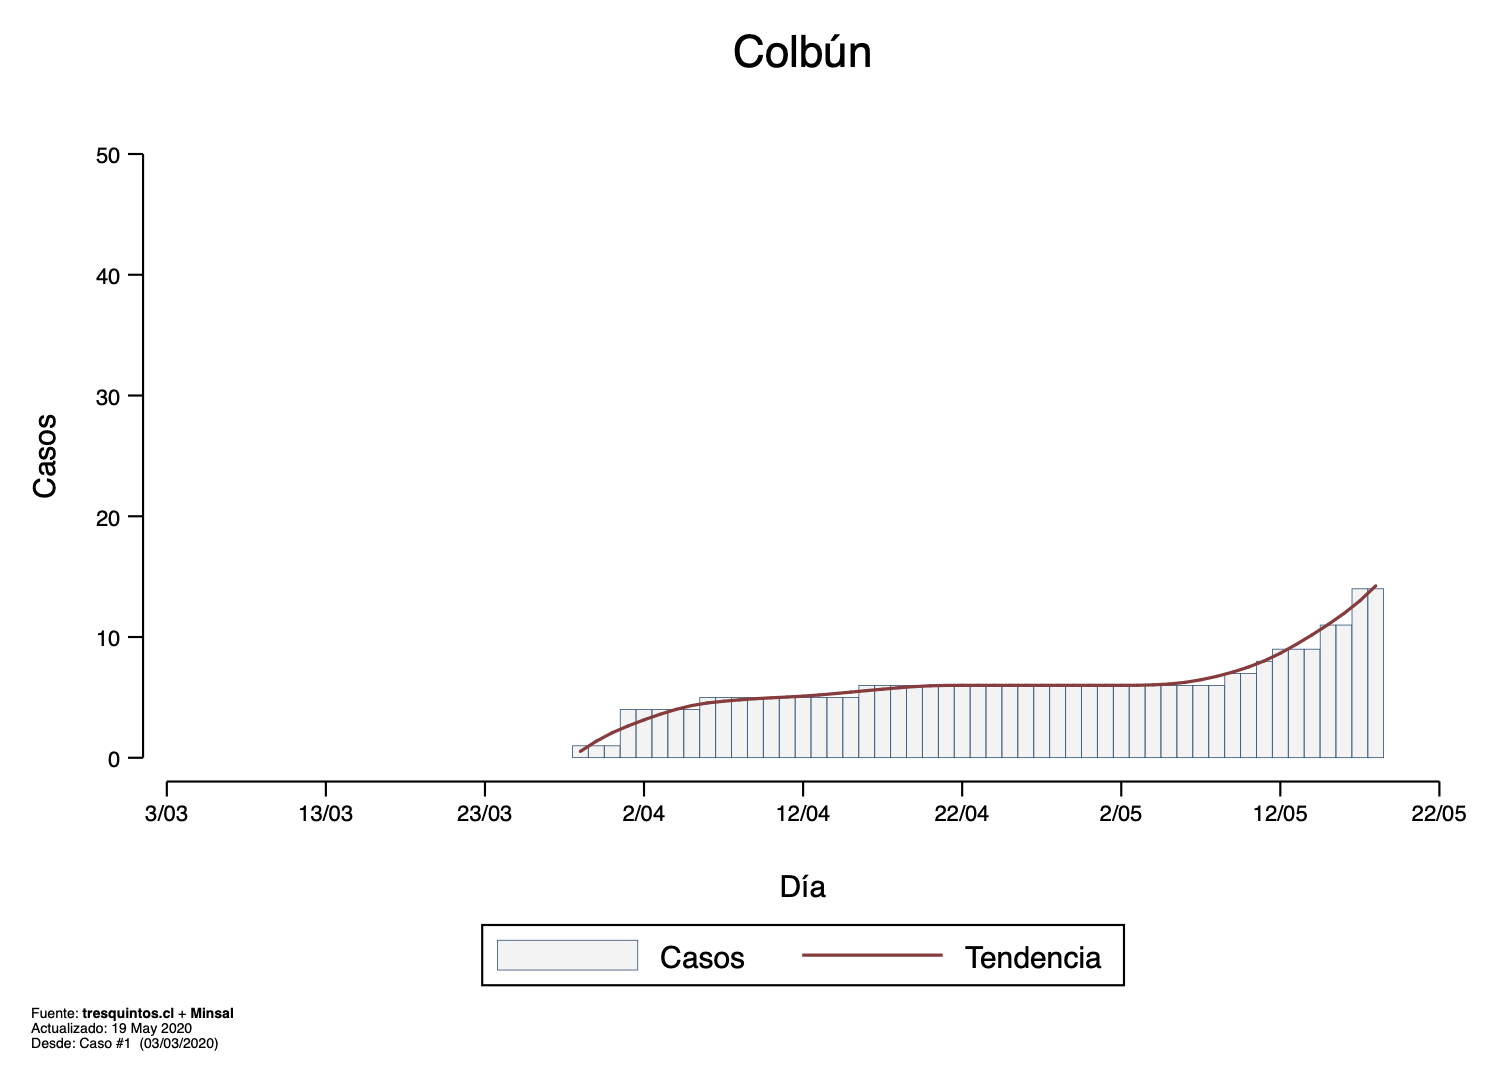 Colbún
50
40
30
20
10
0
Casos
3/03 13/03 23/03 2/04 12/04 22/04 2/05 12/05 22/05
Día
Casos Tendencia
Fuente: tresquintos.cl + Minsal
Actualizado: 19 May 2020
Desde: Caso #1 (03/03/2020)